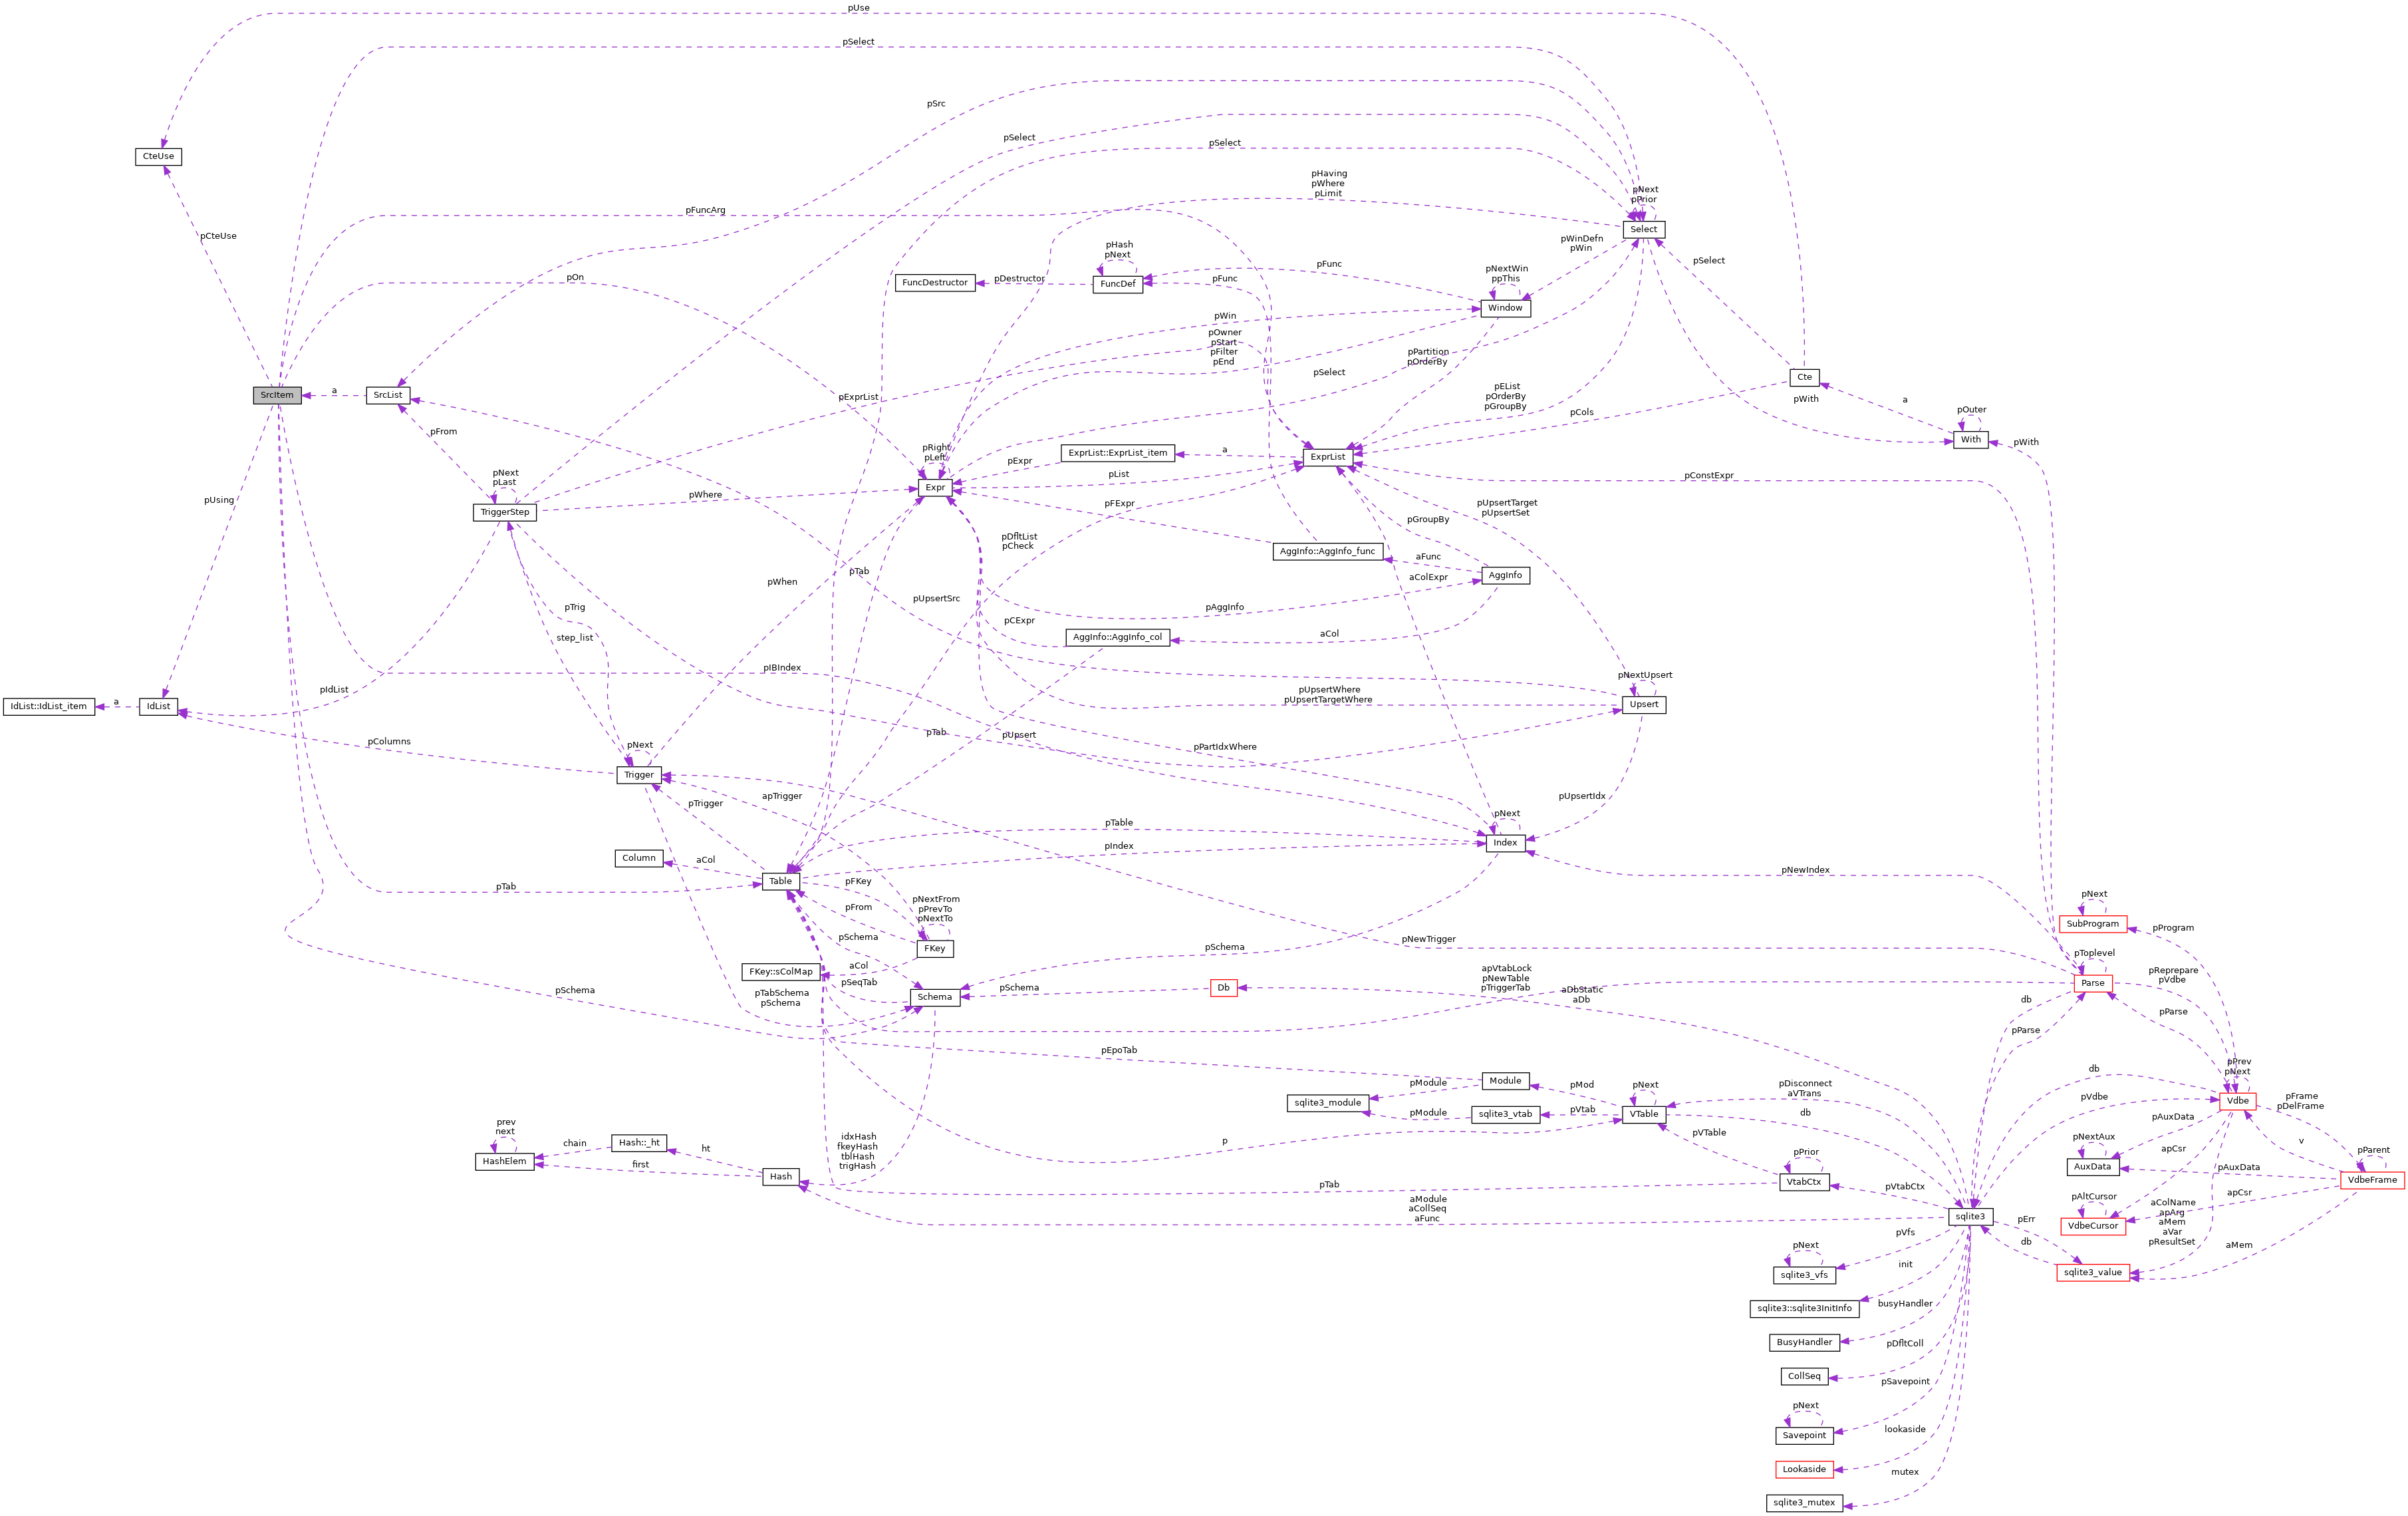 pUse
pSelect
pSrc
pSelect
pSelect
CteUse
pHaving
pWhere
pLimit
pNext
pPrior
pFuncArg
Select
pCteUse
pHash
pNext
pWinDefn
pWin
pSelect
pOn
FuncDestructor
pDestructor
FuncDef
pFunc
pFunc
pNextWin
ppThis
Window
pWin
pOwner
pStart
pFilter
pEnd
pPartition
pOrderBy
pSelect
Cte
SrcItem
a
SrcList
pExprList
pEList
pOrderBy
pGroupBy
pWith
a
pCols
pOuter
With
pWith
pFrom
pRight
pLeft
pExpr
ExprList::ExprList_item
a
ExprList
pNext
pLast
pUsing
TriggerStep
pWhere
Expr
pList
pFExpr
pConstExpr
pUpsertTarget
pUpsertSet
pGroupBy
pDfltList
pCheck
AggInfo::AggInfo_func
aFunc
AggInfo
aColExpr
pWhen
pTab
pUpsertSrc
pTrig
step_list
pAggInfo
pCExpr
AggInfo::AggInfo_col
aCol
pIBIndex
pNextUpsert
Upsert
pIdList
pUpsertWhere
pUpsertTargetWhere
IdList::IdList_item
a
IdList
pColumns
pNext
Trigger
pTab
pUpsert
pPartIdxWhere
apTrigger
pUpsertIdx
pTrigger
pTable
pNext
Index
pIndex
Column
aCol
Table
pTab
pFKey
pNewIndex
pNext
SubProgram
pProgram
pFrom
pNextFrom
pPrevTo
pNextTo
FKey
pSchema
pSchema
pNewTrigger
pToplevel
Parse
pReprepare
pVdbe
FKey::sColMap
aCol
pSeqTab
Schema
pSchema
Db
apVtabLock
pNewTable
pTriggerTab
aDbStatic
aDb
pSchema
pTabSchema
pSchema
db
pParse
pParse
pEpoTab
Module
pModule
sqlite3_module
pModule
sqlite3_vtab
pVtab
pMod
pNext
VTable
pDisconnect
aVTrans
db
db
pVdbe
pPrev
pNext
Vdbe
pFrame
pDelFrame
p
prev
next
HashElem
chain
Hash::_ht
ht
first
Hash
idxHash
fkeyHash
tblHash
trigHash
pVTable
pPrior
VtabCtx
pTab
pVtabCtx
pAuxData
pNextAux
AuxData
apCsr
v
pParent
VdbeFrame
pAuxData
apCsr
aModule
aCollSeq
aFunc
sqlite3
pAltCursor
VdbeCursor
aColName
apArg
aMem
aVar
pResultSet
pErr
db
aMem
sqlite3_value
pVfs
pNext
sqlite3_vfs
init
sqlite3::sqlite3InitInfo
busyHandler
BusyHandler
pDfltColl
CollSeq
pSavepoint
pNext
Savepoint
lookaside
Lookaside
mutex
sqlite3_mutex